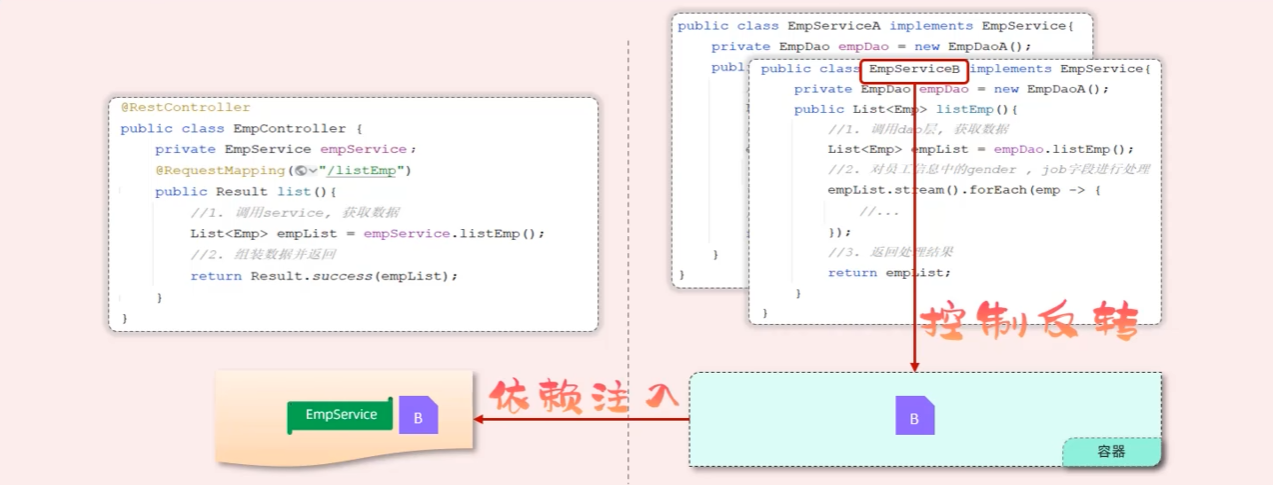 @RestController
public class EmpController {
private EmpService empService;
@RequestMapping("/listEmp")
public Result list(){
//1. 调用service, 获取数据
List<Emp> empList = empService.listEmp();
//2. 组装数据并返回
return Result.success(empList);
}
}
public class EmpServiceA implements EmpService{
private EmpDao empDao = new EmpDaoA();
publ
}
}
public class EmpServiceB implements EmpService{
private EmpDao empDao = new EmpDaoA();
public List<Emp> listEmp(){
//1. 调用dao层, 获取数据
List<Emp> empList = empDao.listEmp();
//2. 对员工信息中的gender , job字段进行处理
empList.stream().forEach(emp -> {
//...
});
//3. 返回处理结果
return empList;
}
}
控制反转
依赖注入
EmpService
B
B
容器